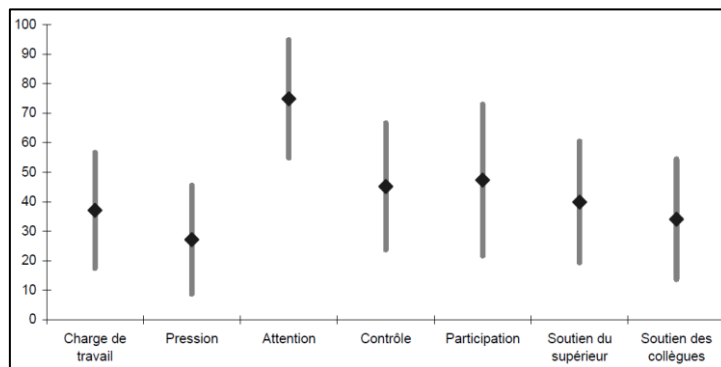 100
90
80
70
60
50
40
30
20
10
0
Charge de
travail
Pression
Attention
Contrôle
Participation
Soutien du
supérieur
Soutien des
collègues